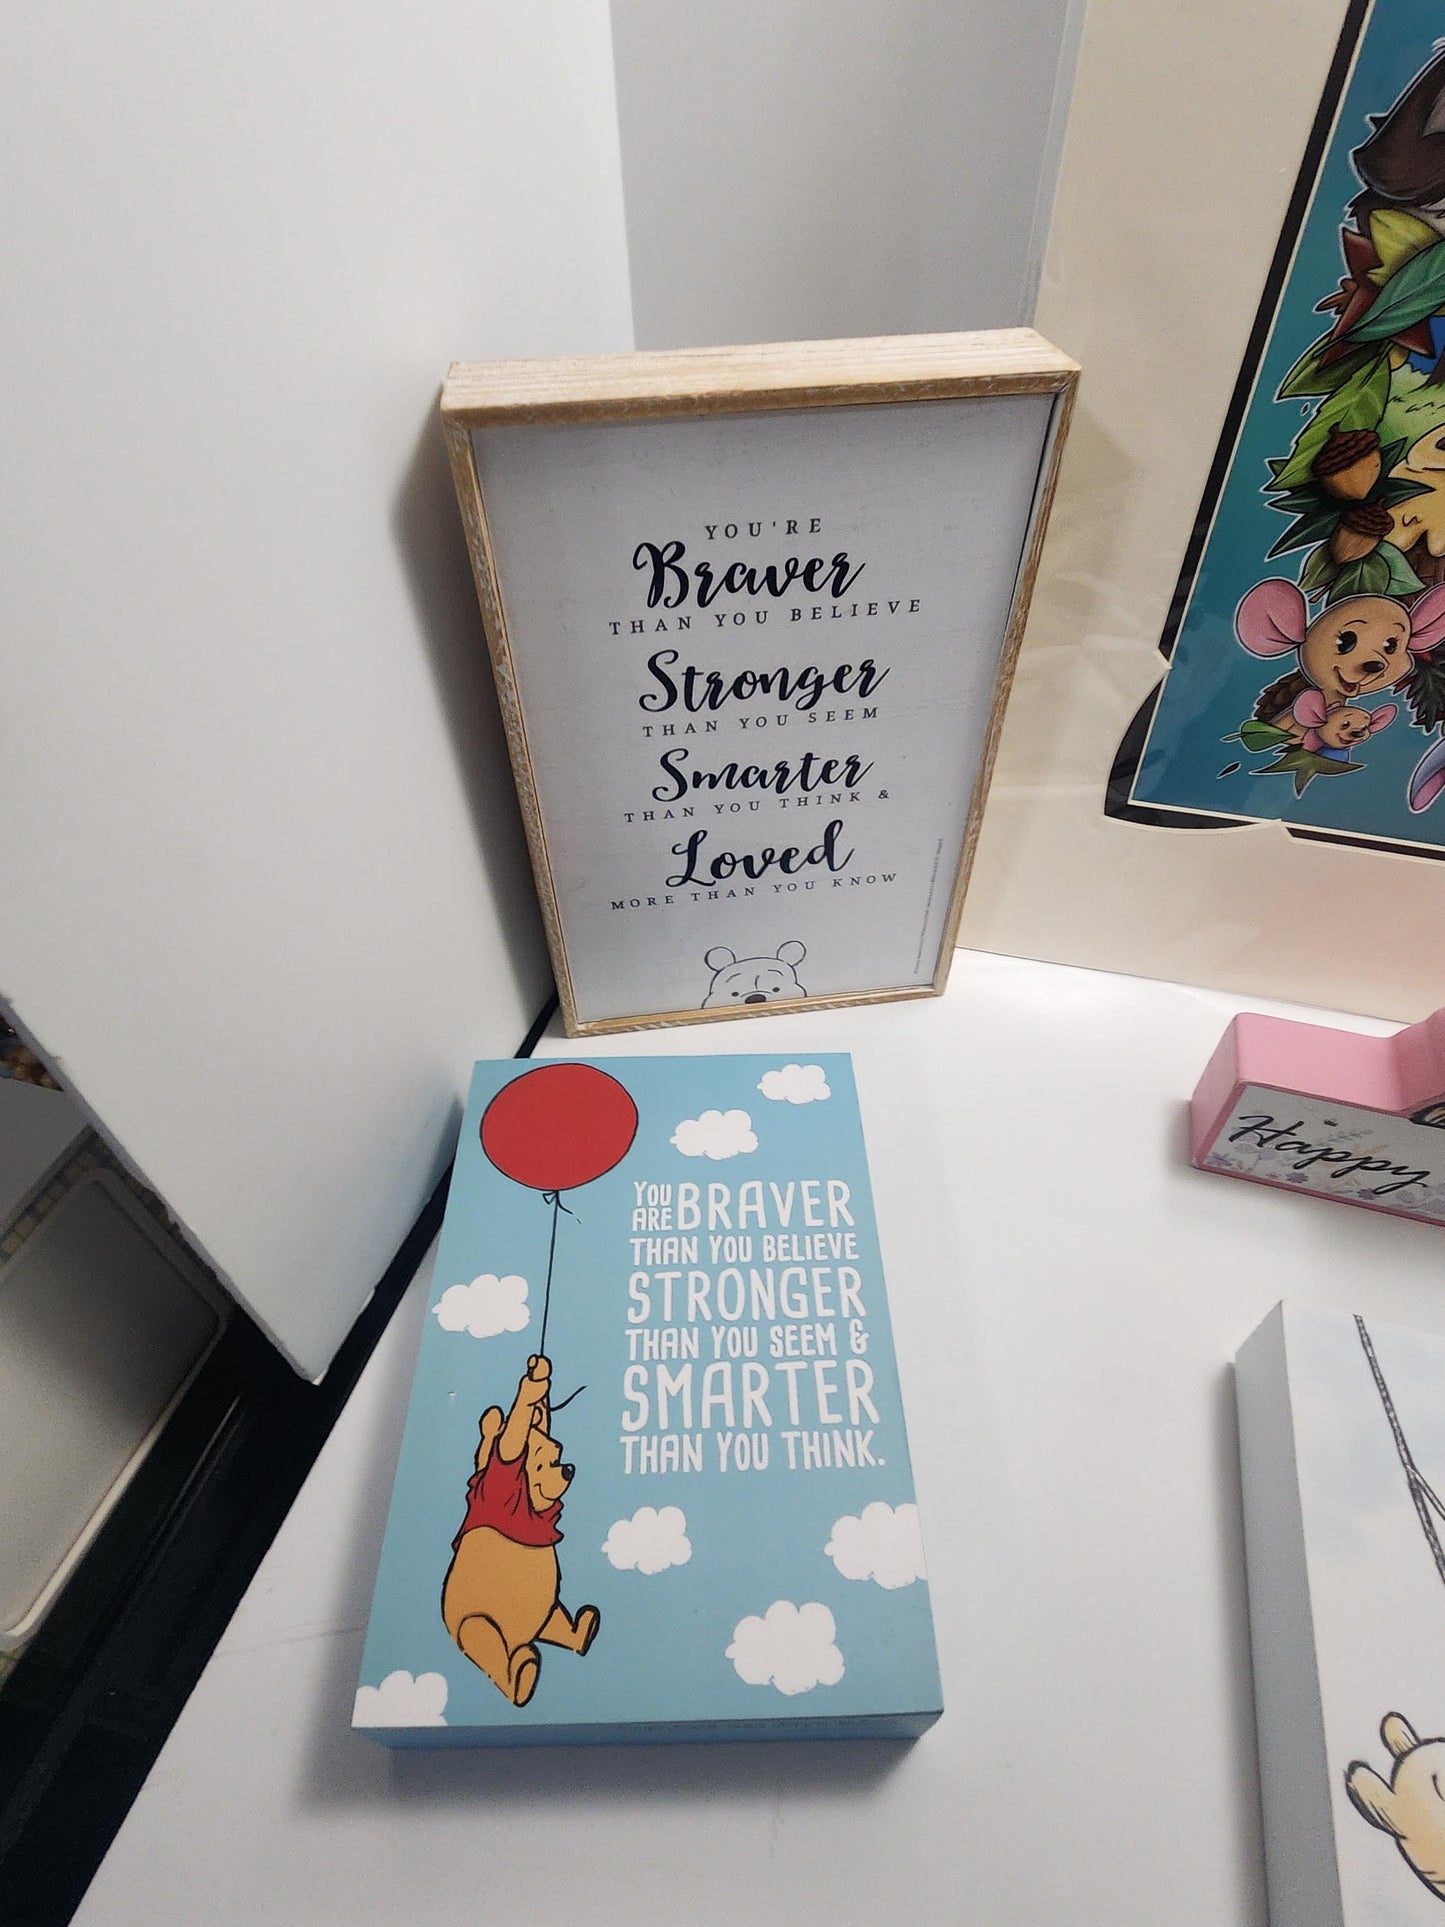 YOU'RE
Braver
THAN YOU BELIEVE
Stronger
THAN YOU SEEM
Smarter
THAN YOU THINK &
Loved
MORE THAN YOU KNOW
YOU ARE BRAVER
THAN YOU BELIEVE
STRONGER
THAN YOU SEEM &
SMARTER
THAN YOU THINK.
Happy